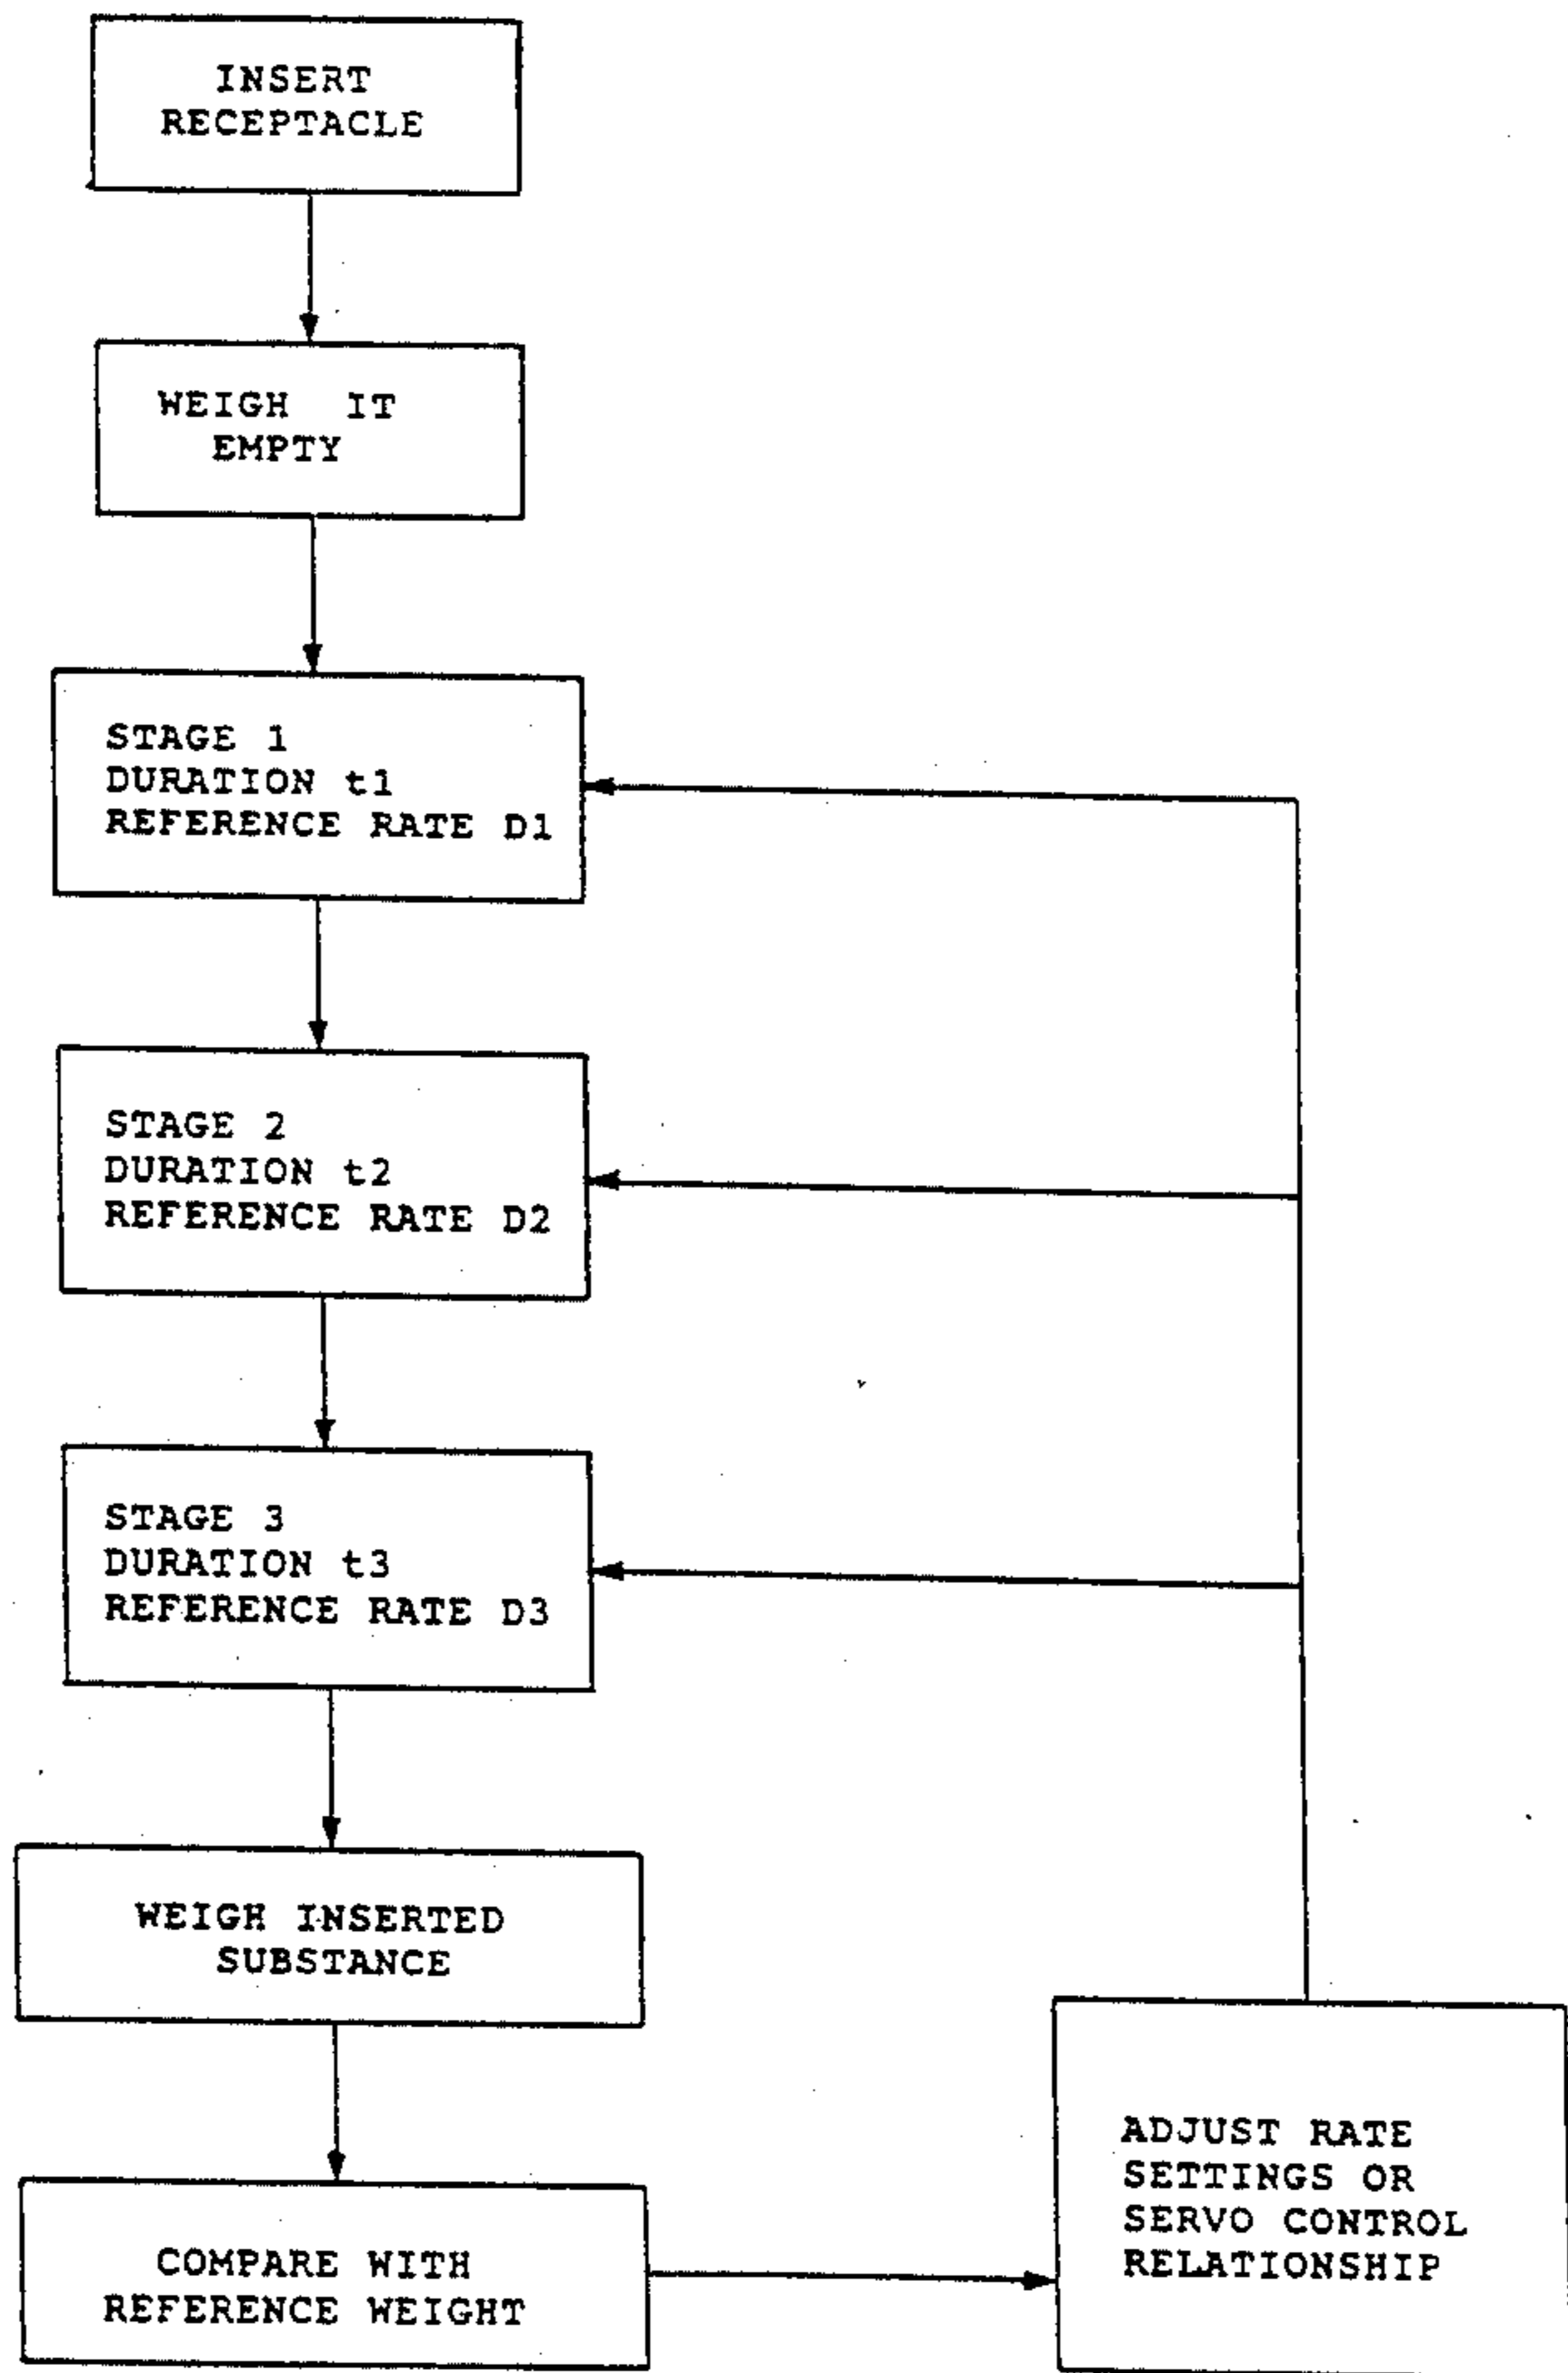 INSERT
RECEPTACLE
WEIGH IT
EMPTY
STAGE 1
DURATION t1
REFERENCE RATE D1
STAGE 2
DURATION t2
REFERENCE RATE D2
STAGE 3
DURATION t3
REFERENCE RATE D3
WEIGH INSERTED
SUBSTANCE
COMPARE WITH
REFERENCE WEIGHT
ADJUST RATE
SETTINGS OR
SERVO CONTROL
RELATIONSHIP